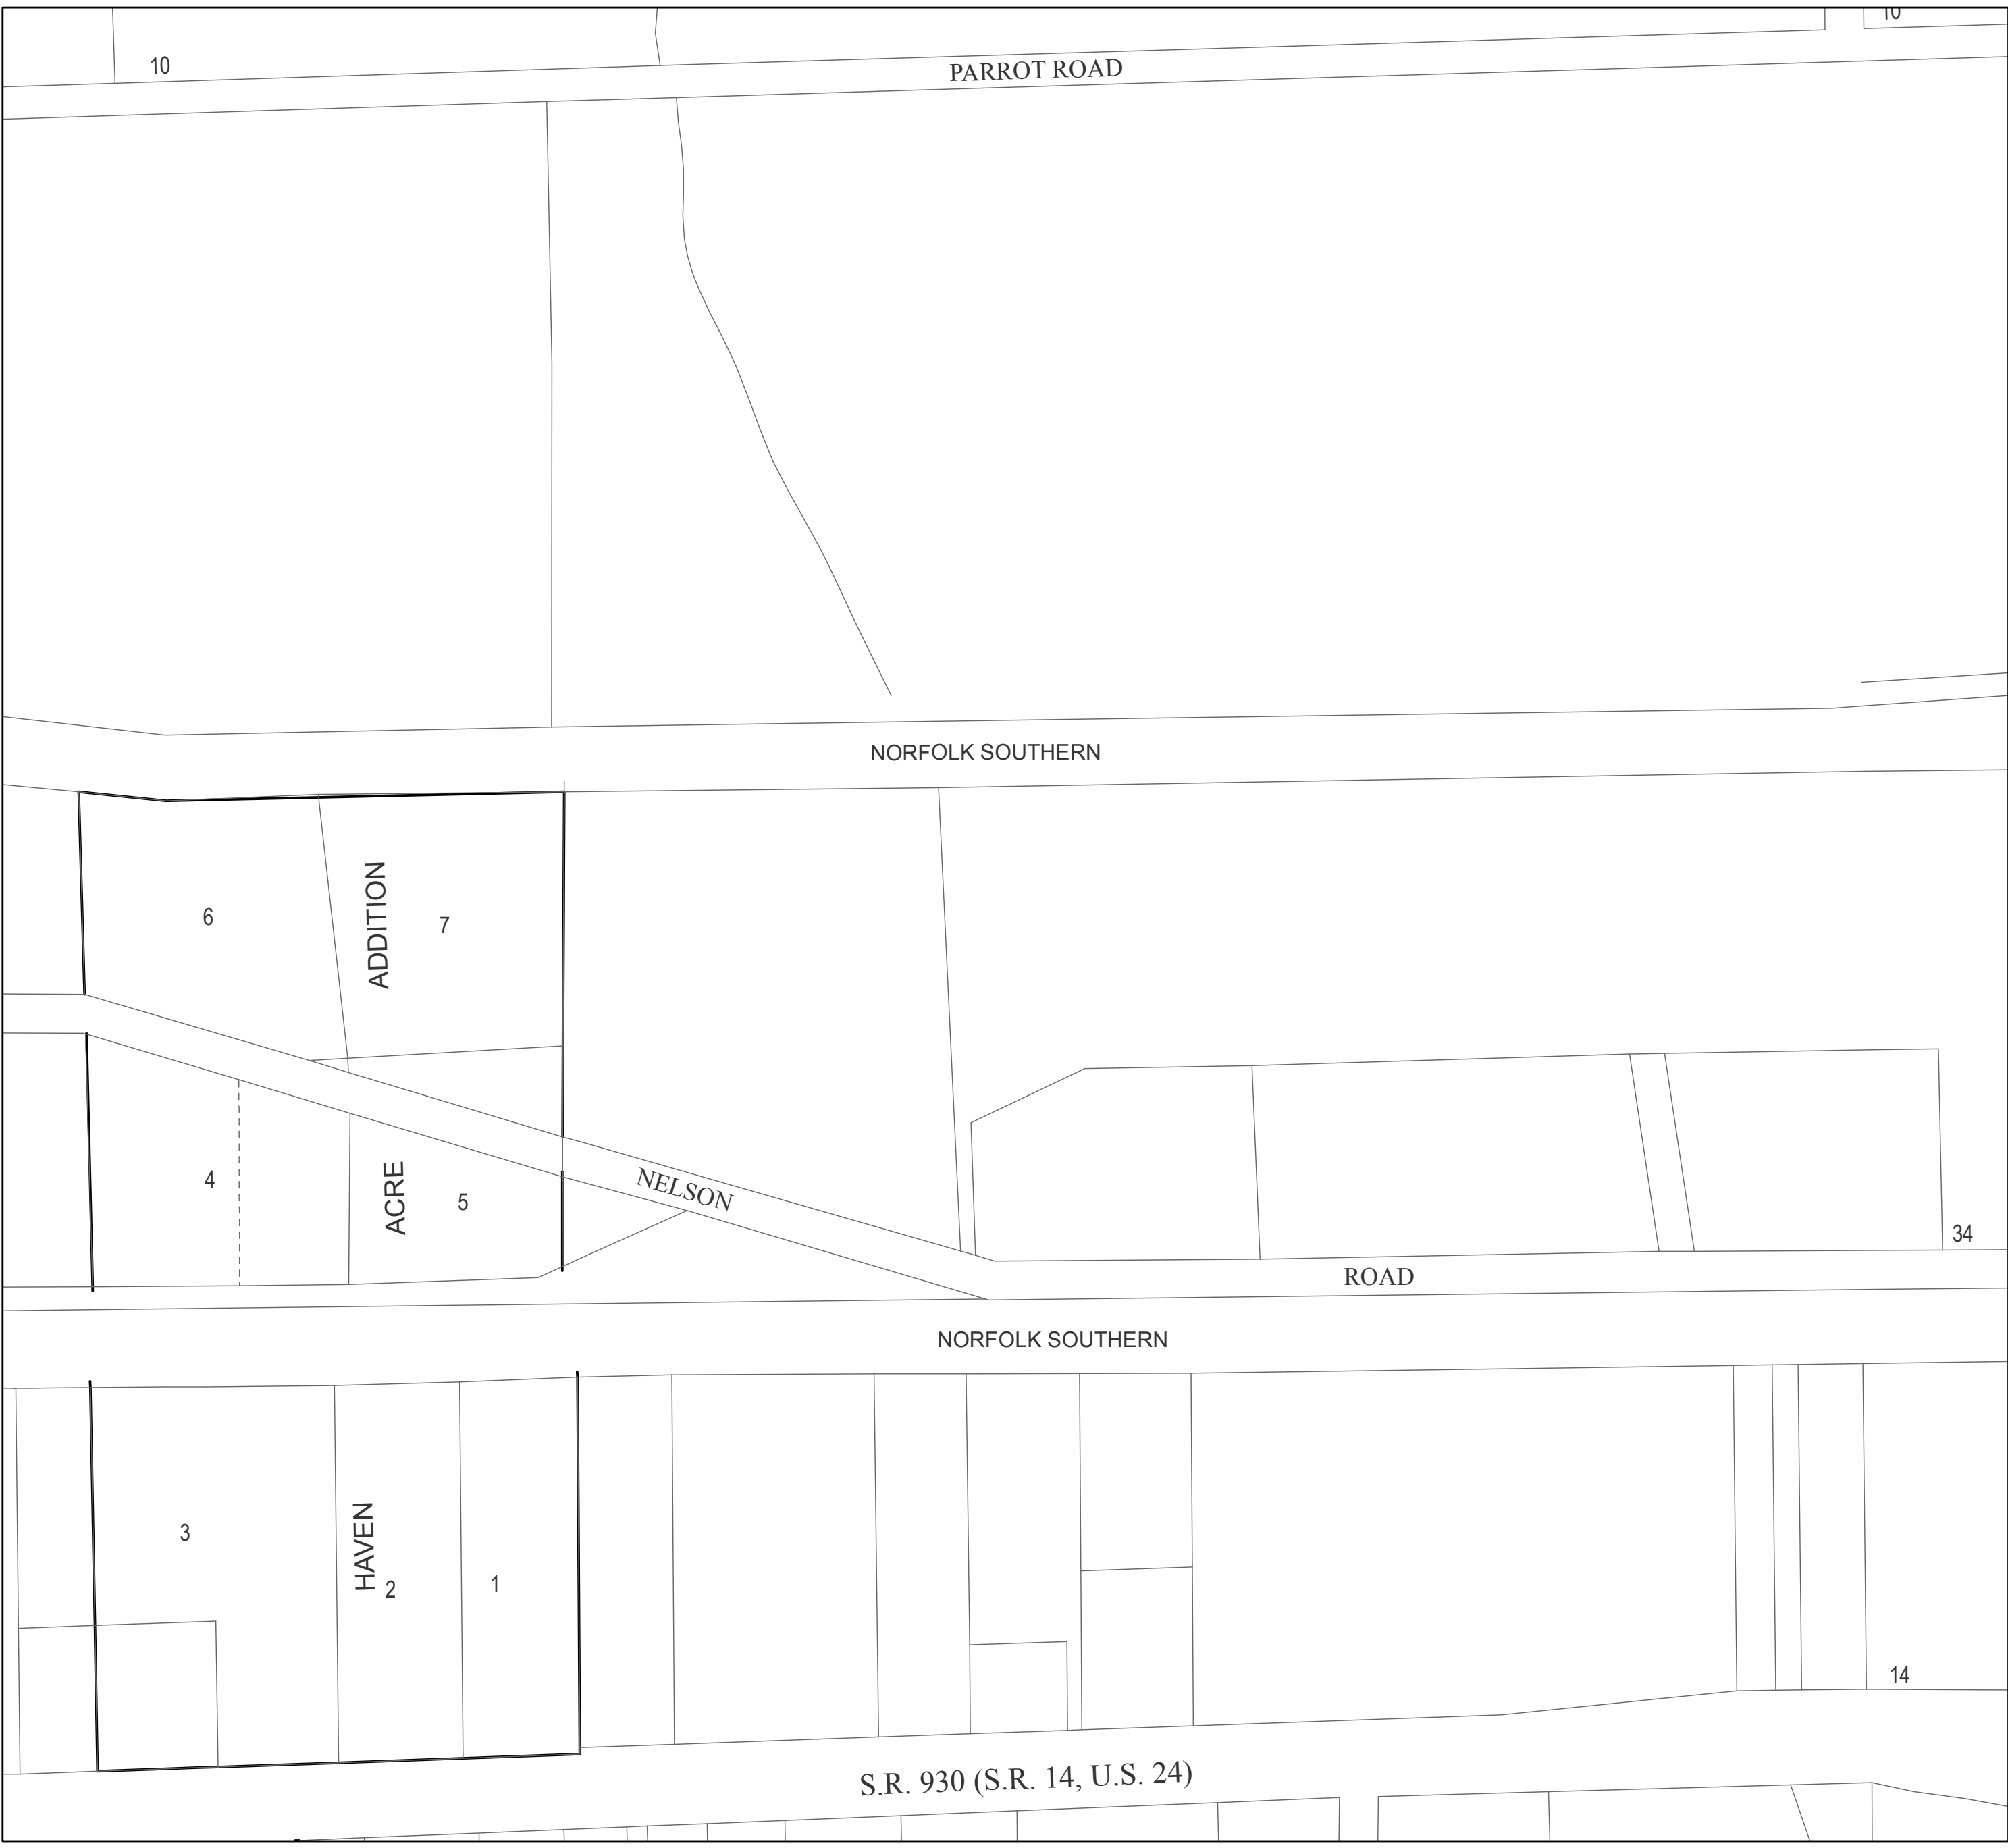 10
10
PARROT ROAD
NORFOLK SOUTHERN
6
ADDITION
7
4
ACRE
5
NELSON
34
ROAD
NORFOLK SOUTHERN
3
HAVEN
2
1
14
S.R. 930 (S.R. 14, U.S. 24)